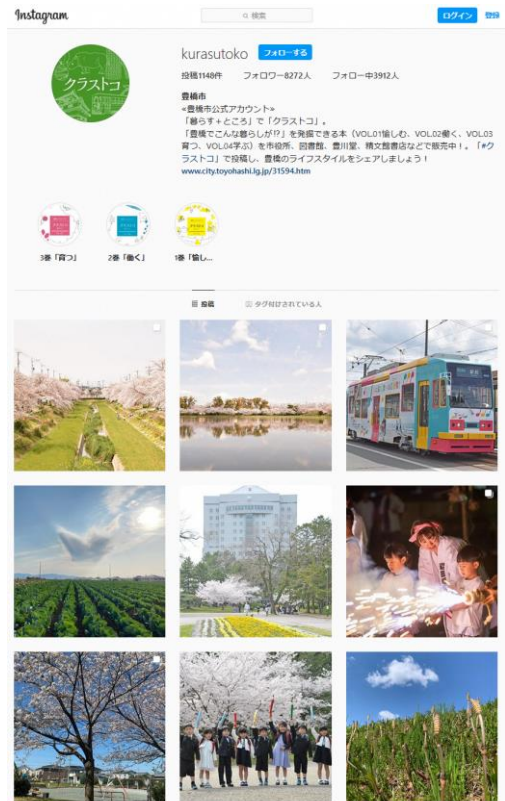 Instagram
検索
ログイン 登録
クラストコ
kurasutoko フォローする
投稿1148件 フォロワー8272人 フォロー中3912人
豊橋市
≪豊橋市公式アカウント≫
「暮らす+ところ」で「クラストコ」。
「豊橋でこんな暮らしが!?」を発掘できる本(VOL.01愉しむ、VOL.02働く、VOL.03
育つ、VOL.04学ぶ)を市役所、図書館、豊川堂、精文館書店などで販売中!。「#ク
ラストコ」で投稿し、豊橋のライフスタイルをシェアしましょう!
www.city.toyohashi.lg.jp/31594.htm
3巻「育つ」 2巻「働く」 1巻「愉し...
投稿 タグ付けされている人